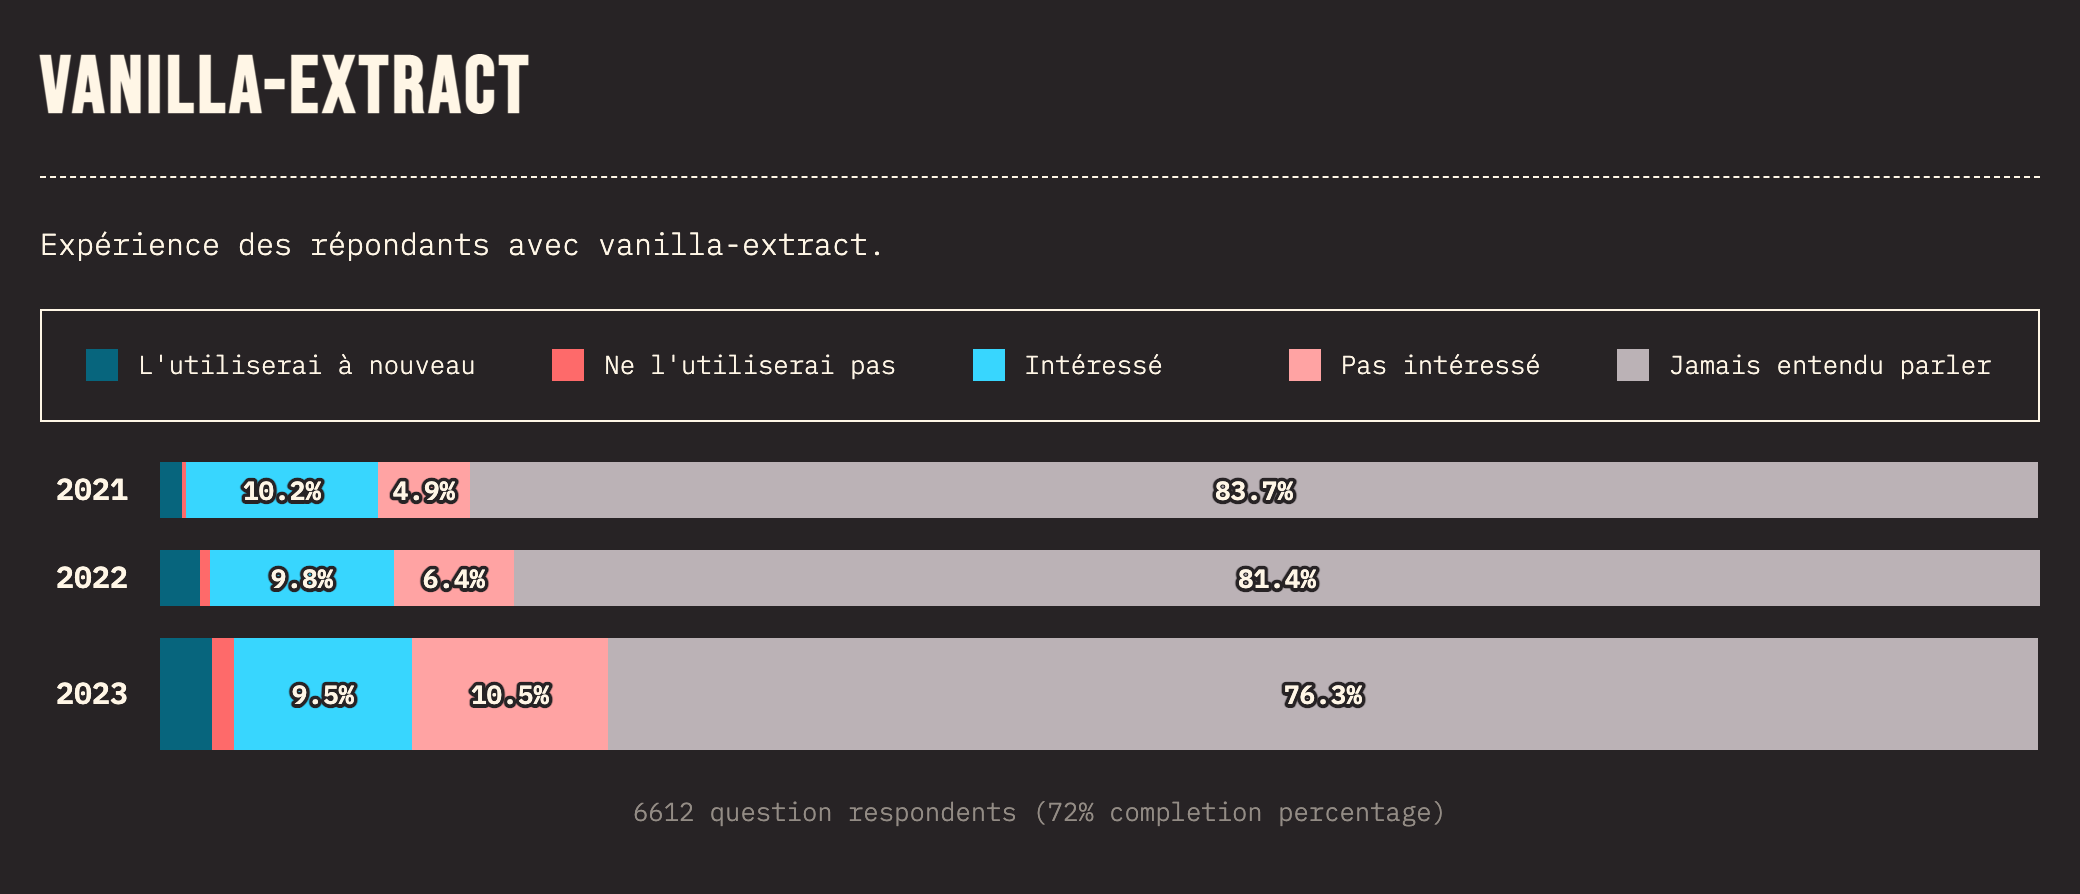 VANILLA-EXTRACT
Expérience des répondants avec vanilla-extract.
L'utiliserai à nouveau Ne l'utiliserai pas Intéressé Pas intéressé Jamais entendu parler
2021 10.2% 4.9% 83.7%
2022 9.8% 6.4% 81.4%
2023 9.5% 10.5% 76.3%
6612 question respondents (72% completion percentage)